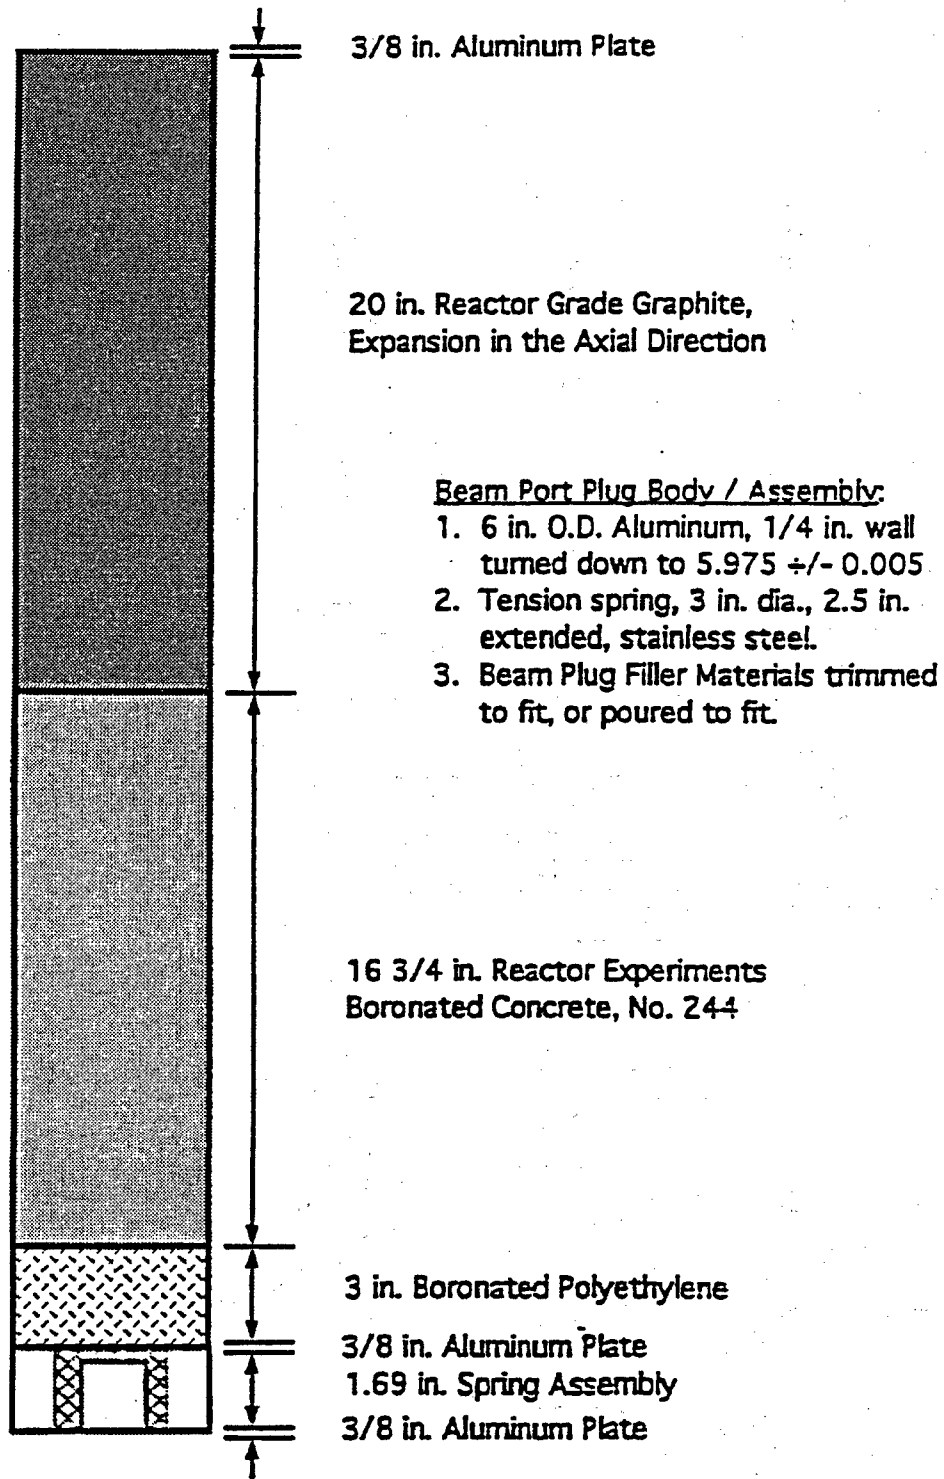 3/8 in. Aluminum Plate
20 in. Reactor Grade Graphite,
Expansion in the Axial Direction
Beam Port Plug Body / Assembly:
1. 6 in. O.D. Aluminum, 1/4 in. wall
turned down to 5.975 +/- 0.005
2. Tension spring, 3 in. dia., 2.5 in.
extended, stainless steel.
3. Beam Plug Filler Materials trimmed
to fit, or poured to fit.
16 3/4 in. Reactor Experiments
Boronated Concrete, No. 244
3 in. Boronated Polyethylene
3/8 in. Aluminum Plate
1.69 in. Spring Assembly
3/8 in. Aluminum Plate